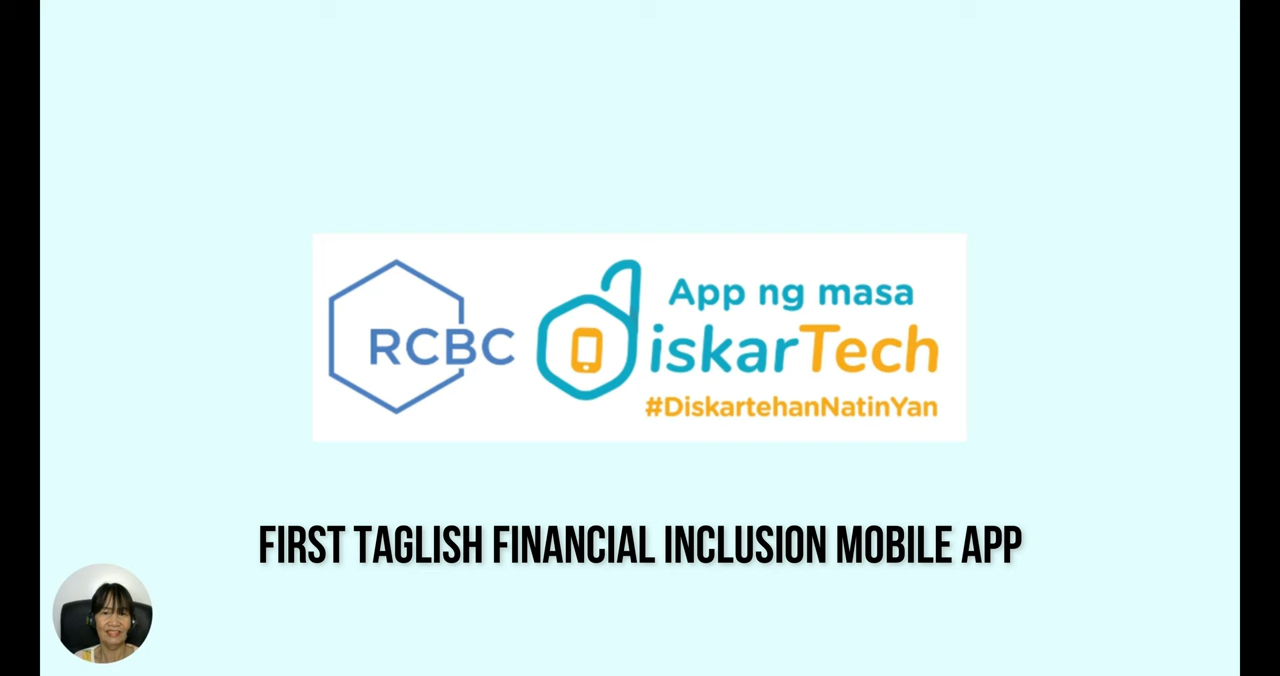 RCBC
App ng masa
diskarTech
#DiskartehanNatinYan
FIRST TAGLISH FINANCIAL INCLUSION MOBILE APP